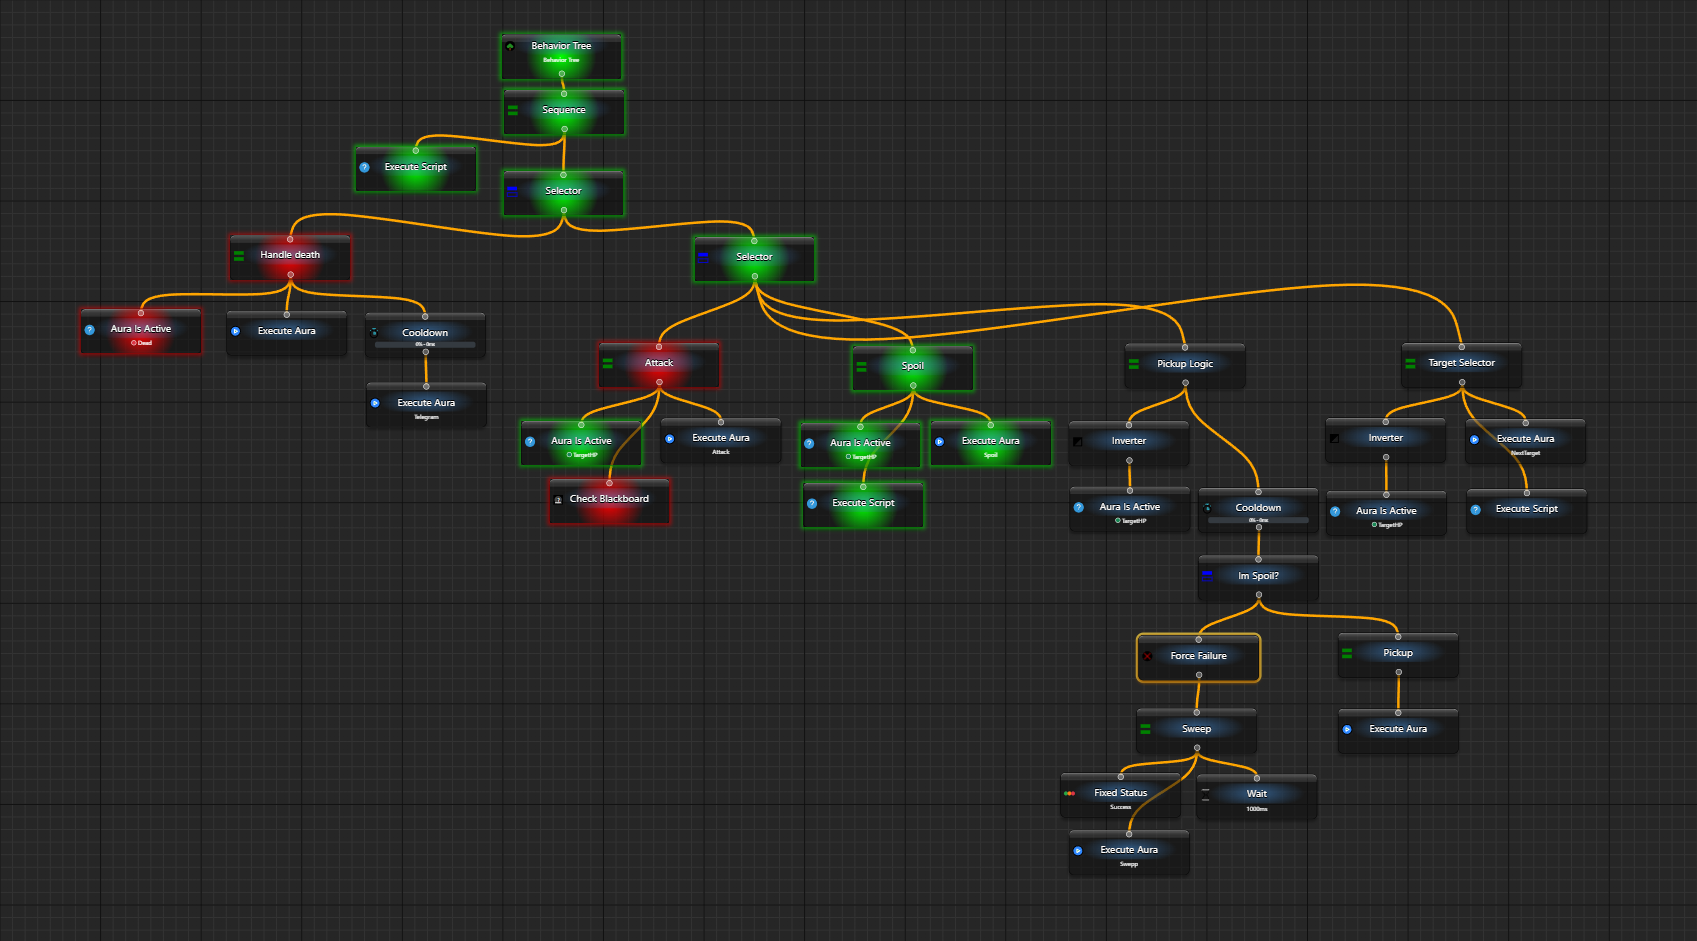 Behavior Tree
Behavior Tree
Sequence
Execute Script
Selector
Handle death
Selector
Aura Is Active
Dead
Execute Aura
Cooldown
0% - 0ms
Execute Aura
Telegram
Attack
Spoil
Pickup Logic
Target Selector
Aura Is Active
TargetHP
Execute Aura
Attack
Check Blackboard
Aura Is Active
TargetHP
Execute Aura
Spoil
Execute Script
Inverter
Aura Is Active
TargetHP
Cooldown
0% - 0ms
Inverter
Aura Is Active
TargetHP
Execute Aura
NextTarget
Execute Script
Im Spoil?
Force Failure
Pickup
Sweep
Execute Aura
Fixed Status
Success
Wait
1000ms
Execute Aura
Swepp